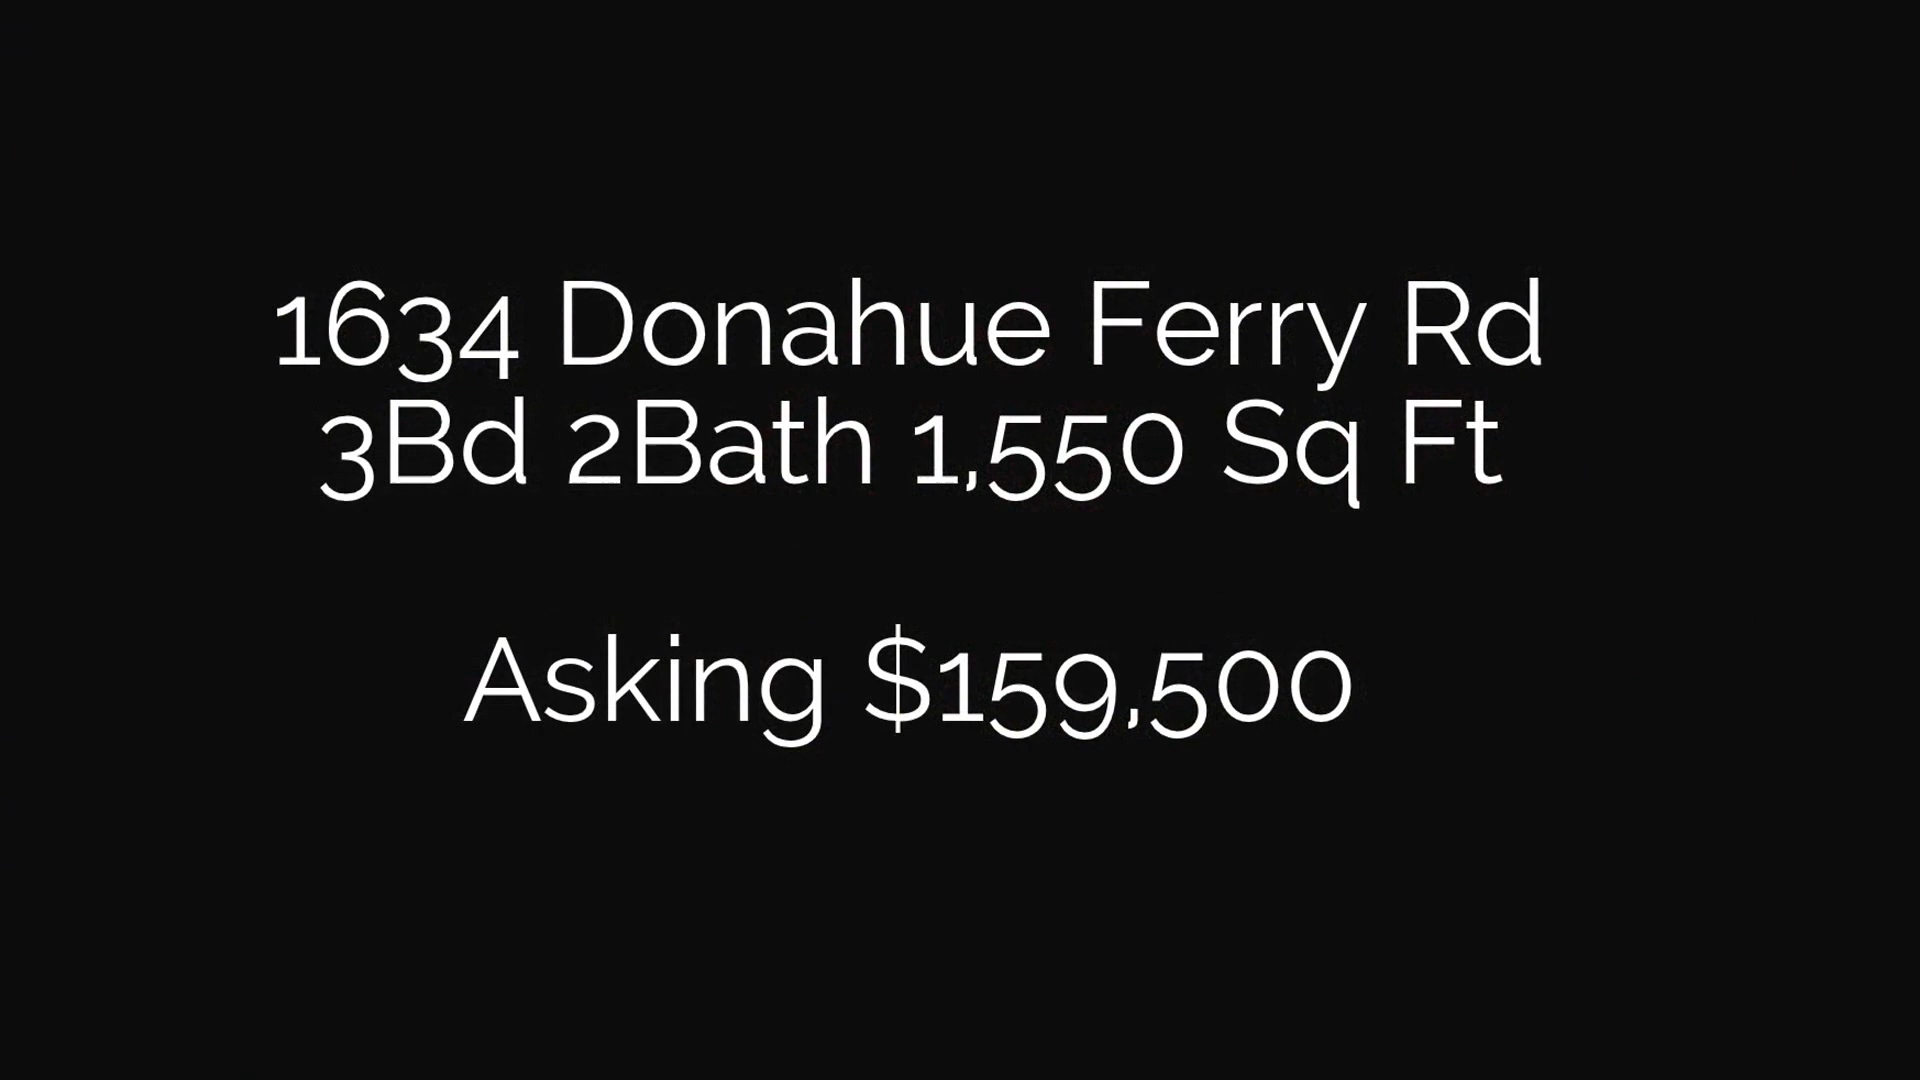 1634 Donahue Ferry Rd
3Bd 2Bath 1,550 Sq Ft
Asking $159,500